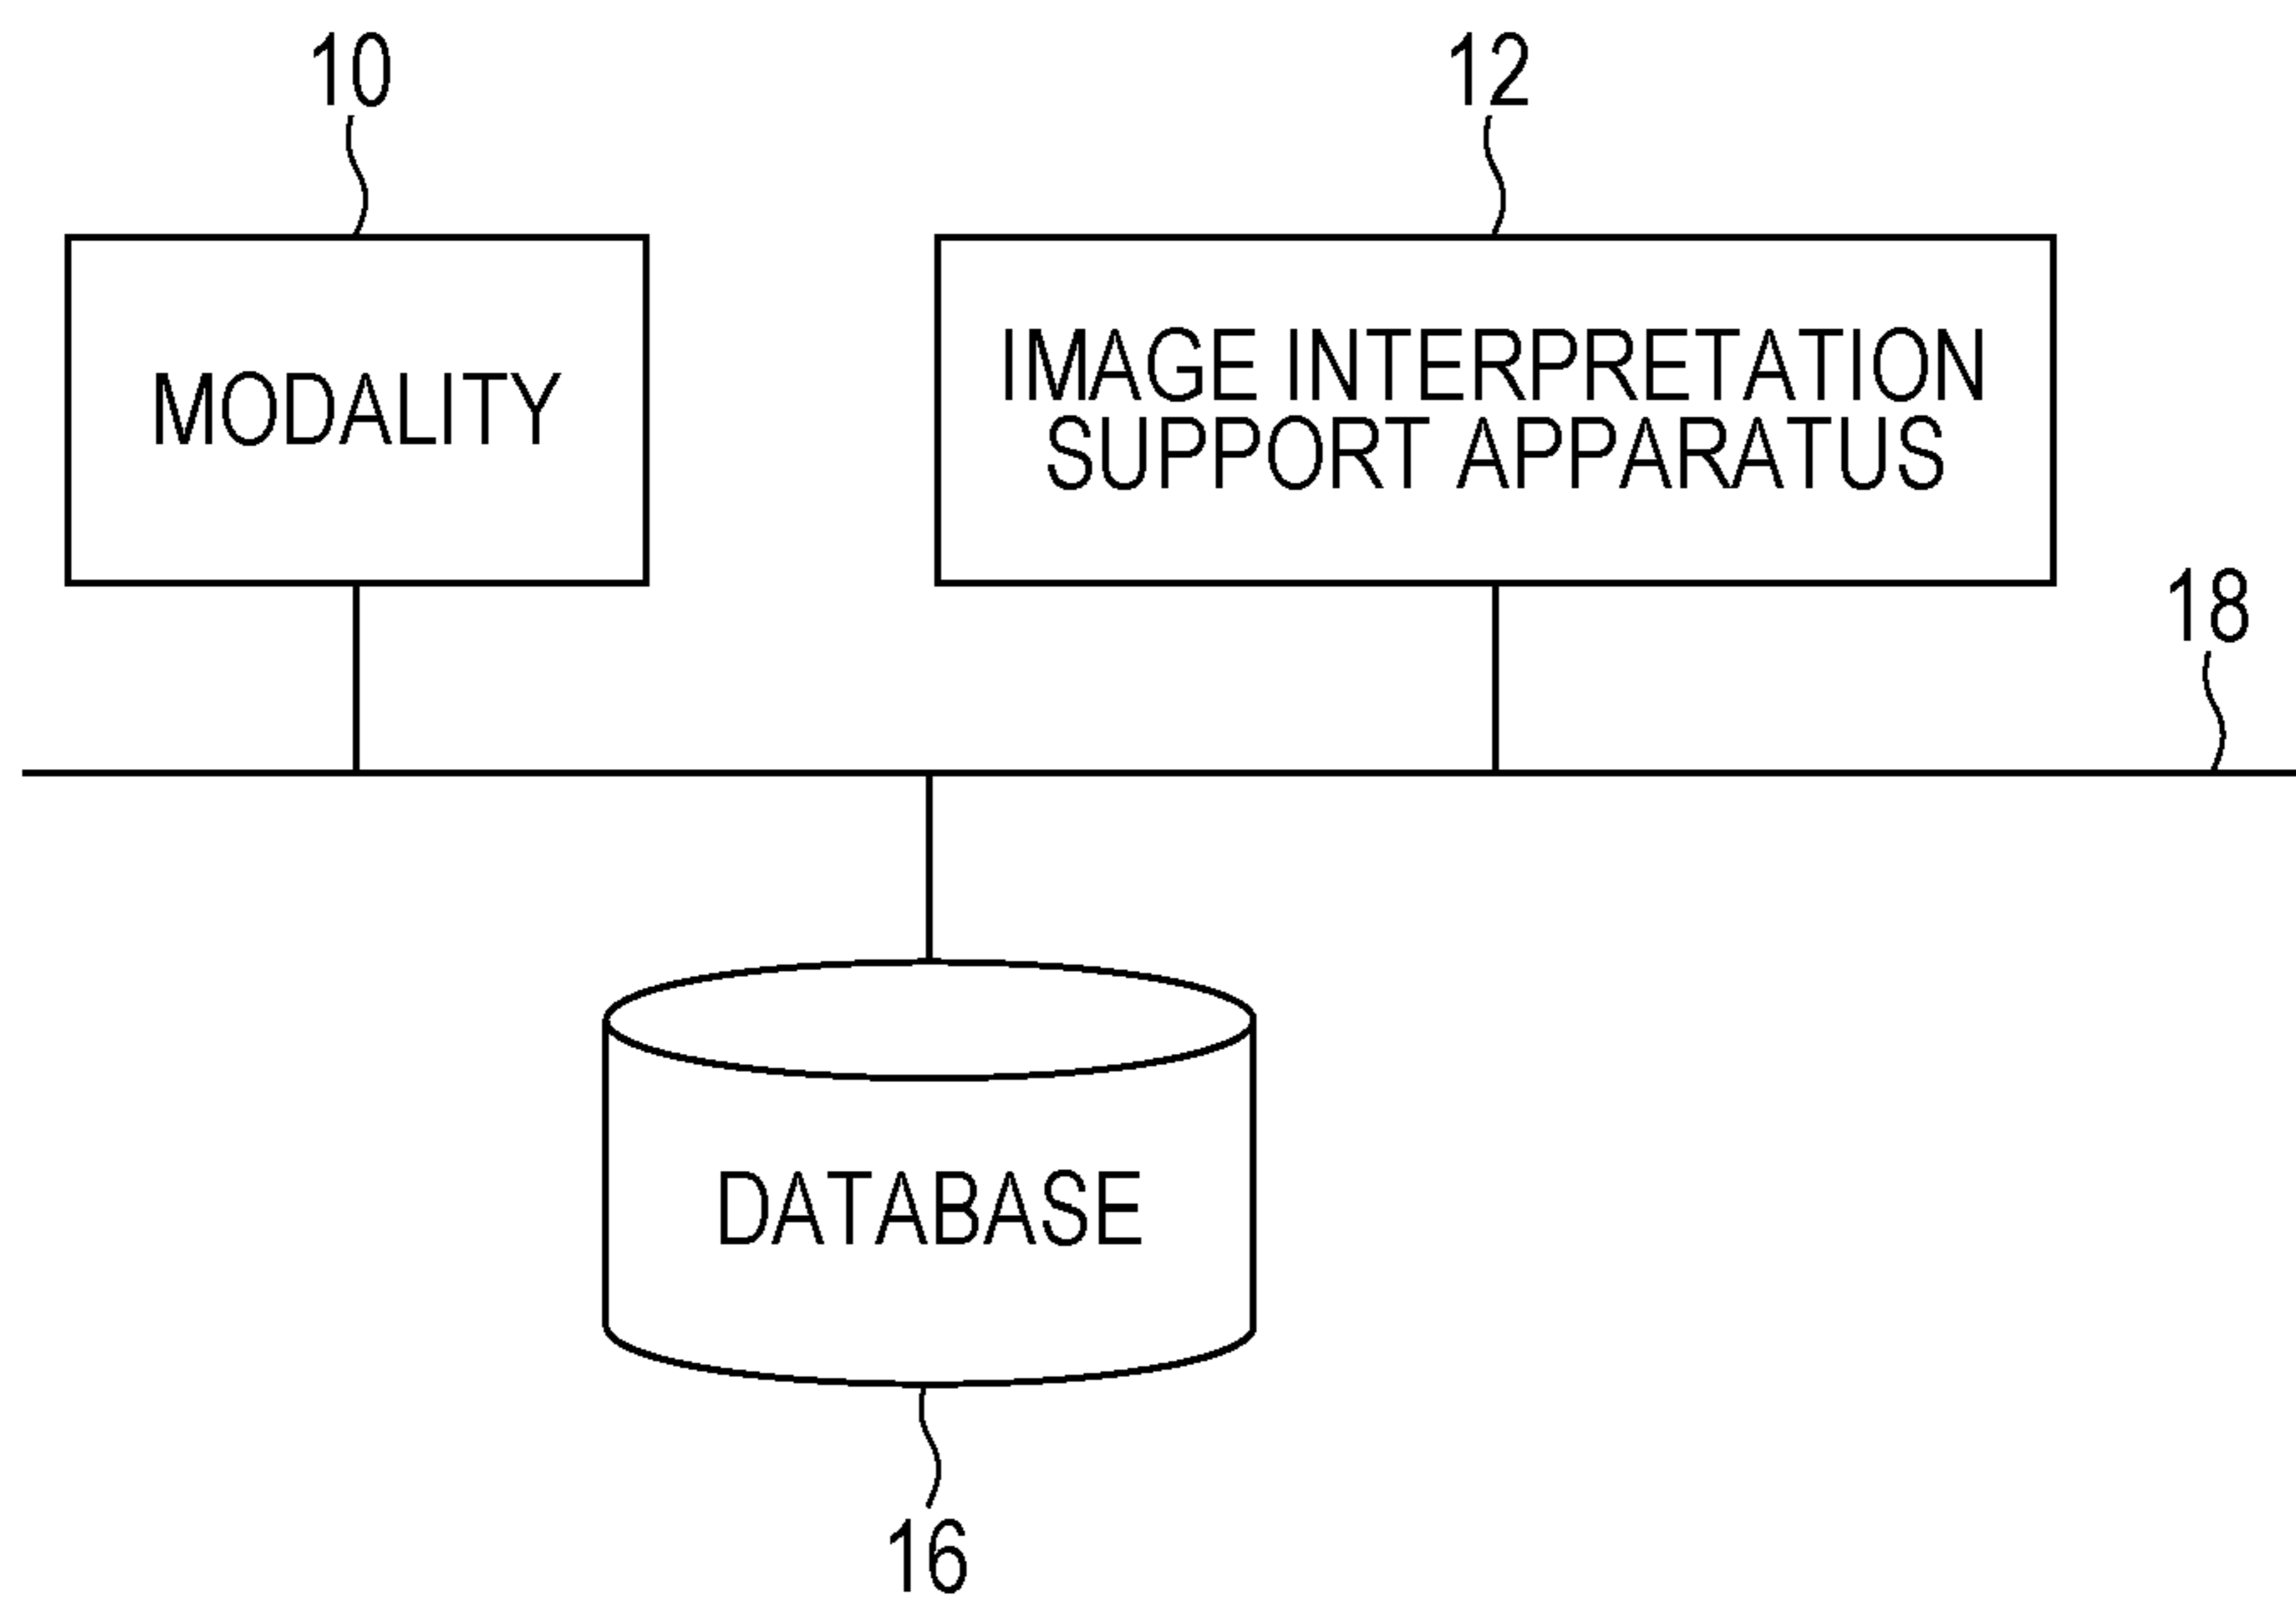 10
12
MODALITY
IMAGE INTERPRETATION
SUPPORT APPARATUS
18
DATABASE
16